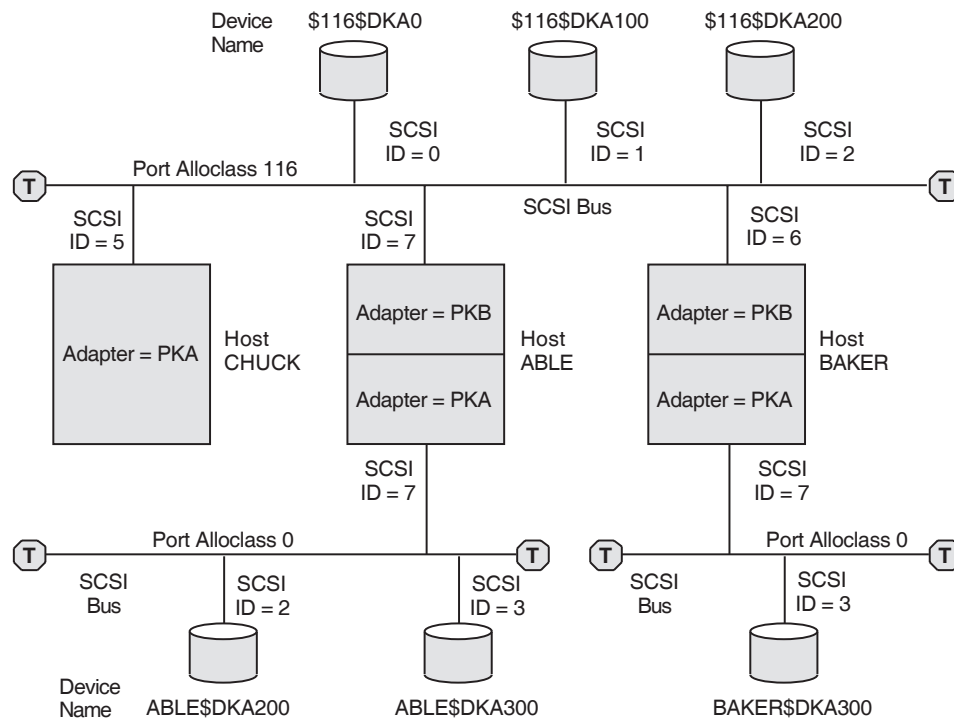 Device
Name
$116$DKA0
$116$DKA100
$116$DKA200
SCSI
ID = 0
SCSI
ID = 1
SCSI
ID = 2
Port Alloclass 116
T
T
SCSI
ID = 5
SCSI
ID = 7
SCSI Bus
SCSI
ID = 6
Adapter = PKA
Host
CHUCK
Adapter = PKB
Adapter = PKA
Host
ABLE
Adapter = PKB
Adapter = PKA
Host
BAKER
SCSI
ID = 7
SCSI
ID = 7
Port Alloclass 0
T
T
Port Alloclass 0
T
T
SCSI
Bus
SCSI
ID = 2
SCSI
ID = 3
SCSI
Bus
SCSI
ID = 3
Device
Name
ABLE$DKA200
ABLE$DKA300
BAKER$DKA300